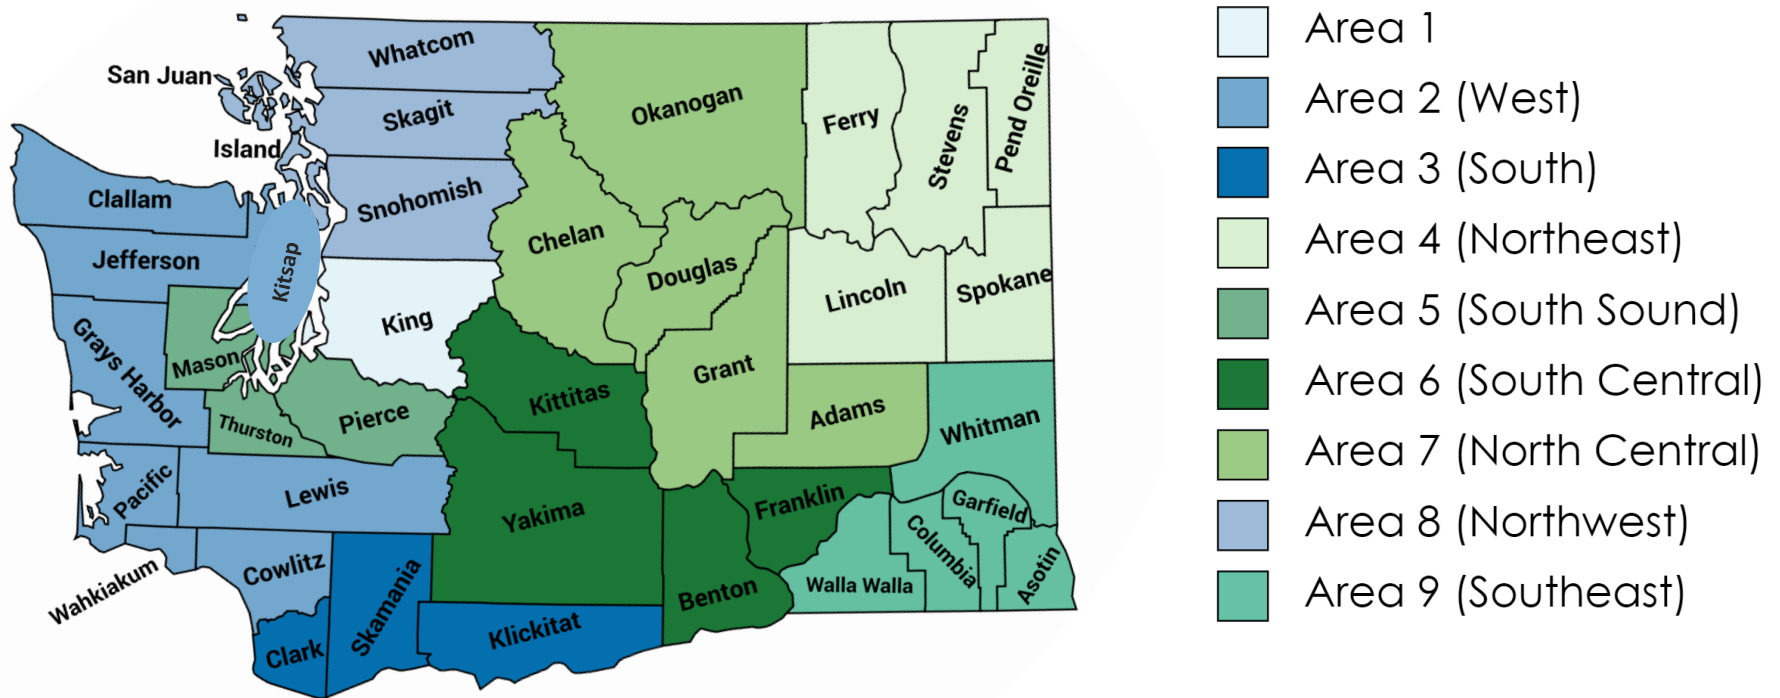 Whatcom
San Juan
Skagit
Island
Okanogan
Ferry
Stevens
Pend Oreille
Clallam
Snohomish
Chelan
Jefferson
Kitsap
Douglas
Lincoln
Spokane
King
Grays Harbor
Mason
Grant
Kittitas
Adams
Whitman
Thurston
Pierce
Pacific
Lewis
Yakima
Franklin
Garfield
Columbia
Asotin
Wahkiakum
Cowlitz
Skamania
Benton
Walla Walla
Clark
Klickitat
Area 1
Area 2 (West)
Area 3 (South)
Area 4 (Northeast)
Area 5 (South Sound)
Area 6 (South Central)
Area 7 (North Central)
Area 8 (Northwest)
Area 9 (Southeast)